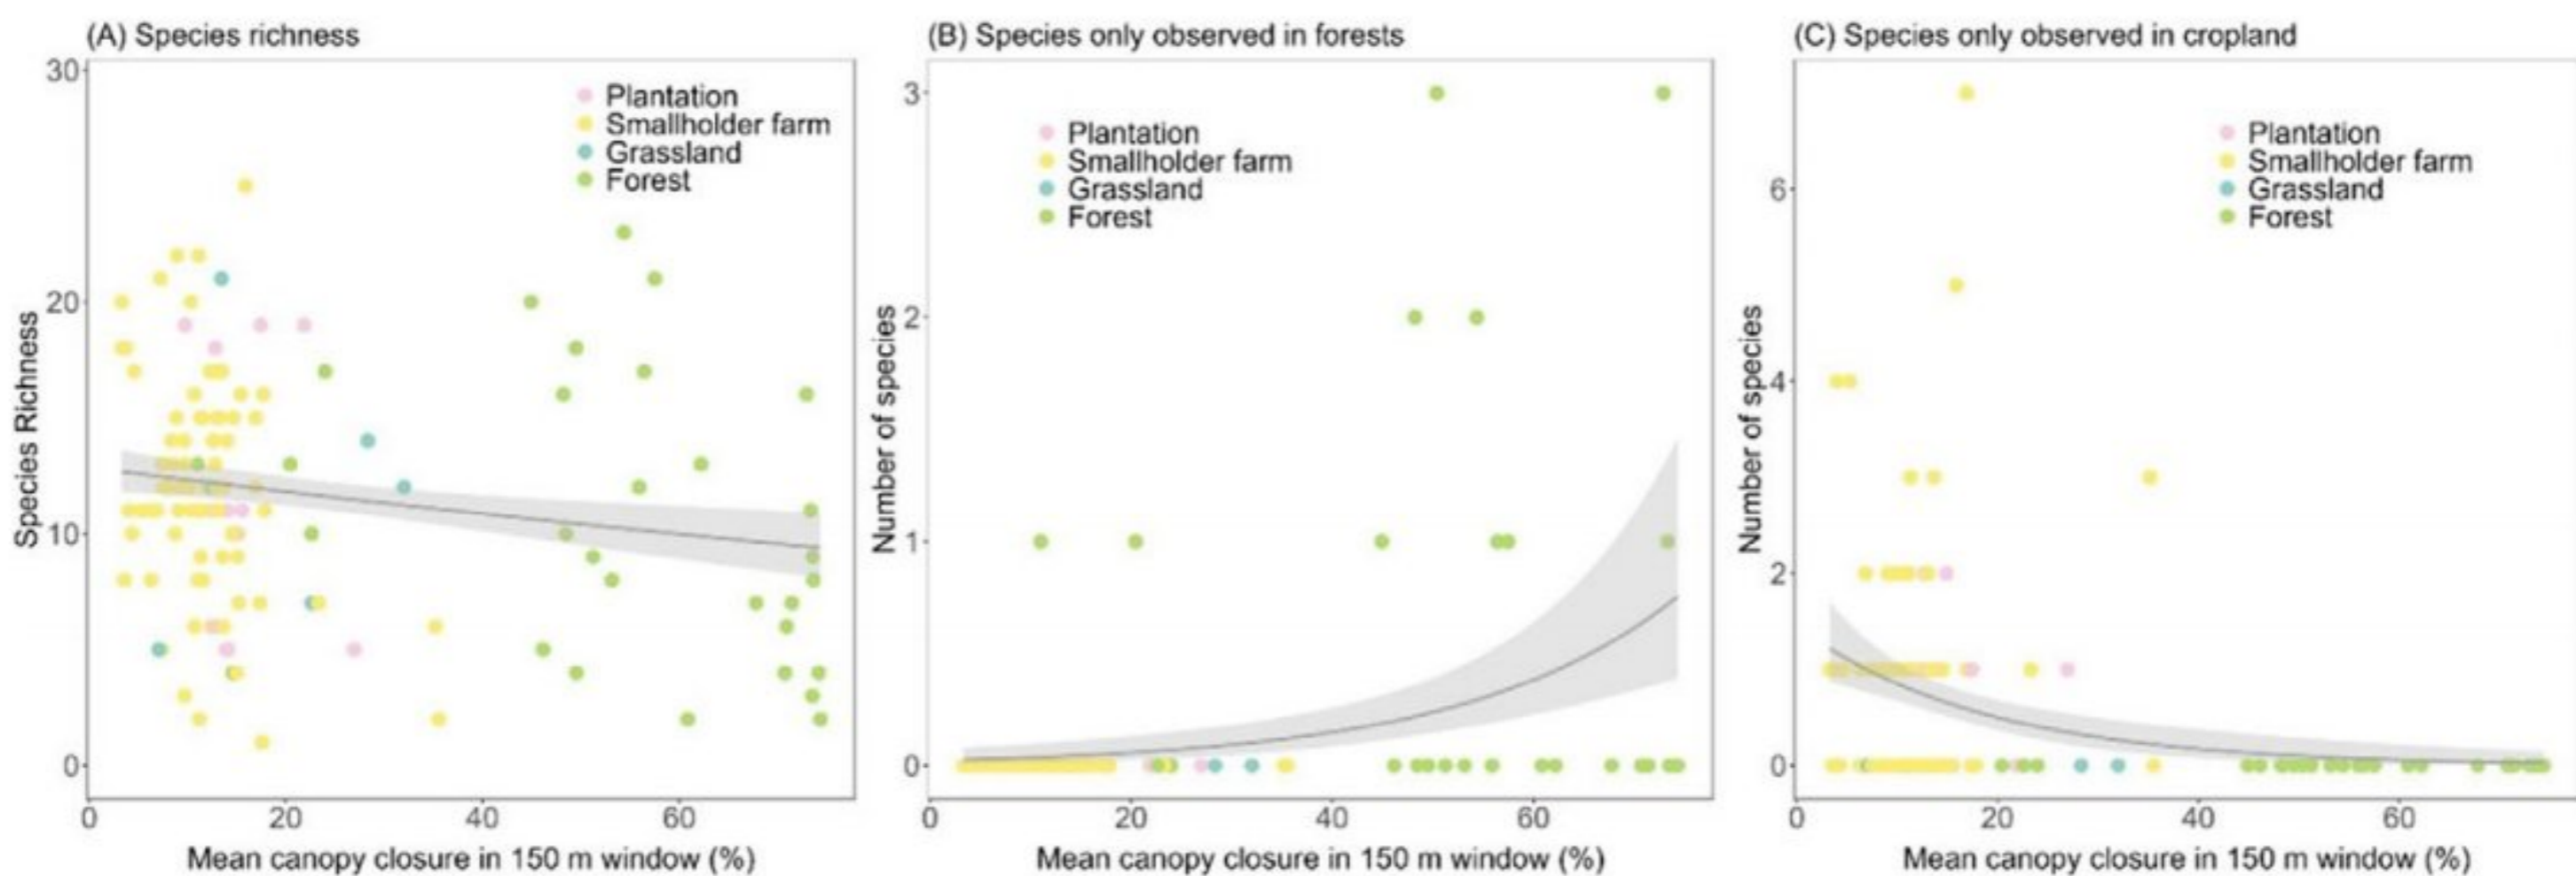 (A) Species richness
30
20
10
0
Species Richness
Plantation
Smallholder farm
Grassland
Forest
0 20 40 60
Mean canopy closure in 150 m window (%)
(B) Species only observed in forests
3
2
1
0
Number of species
Plantation
Smallholder farm
Grassland
Forest
0 20 40 60
Mean canopy closure in 150 m window (%)
(C) Species only observed in cropland
6
4
2
0
Number of species
Plantation
Smallholder farm
Grassland
Forest
0 20 40 60
Mean canopy closure in 150 m window (%)